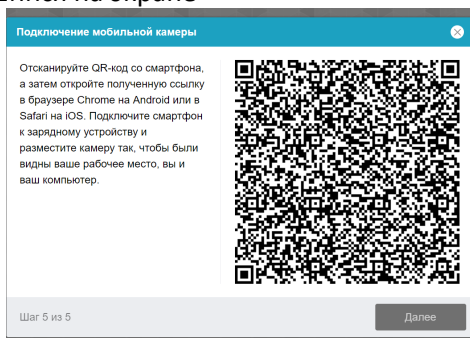 Подключение мобильной камеры
Отсканируйте QR-код со смартфона,
а затем откройте полученную ссылку
в браузере Chrome на Android или в
Safari на iOS. Подключите смартфон
к зарядному устройству и
разместите камеру так, чтобы были
видны ваше рабочее место, вы и
ваш компьютер.
Шаг 5 из 5
Далее